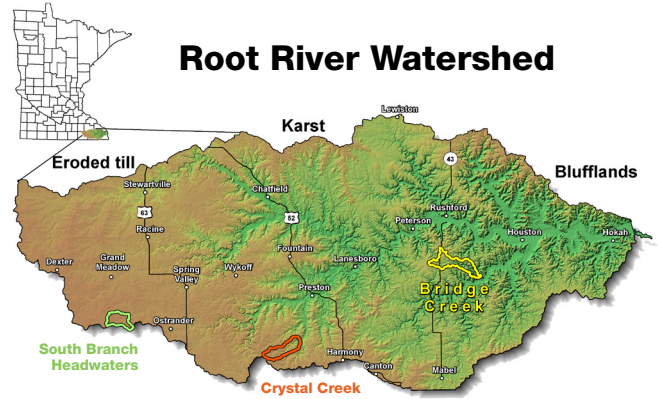 Root River Watershed
Lewiston
Karst
43
Eroded till
Blufflands
Stewartville
Chatfield
63
52
Rushford
Peterson
Racine
Houston
Hokah
Fountain
Dexter
Grand
Meadow
Spring
Valley
Wykoff
Lanesboro
Bridge
Creek
Preston
Ostrander
South Branch
Headwaters
Harmony
Canton
Mabel
Crystal Creek